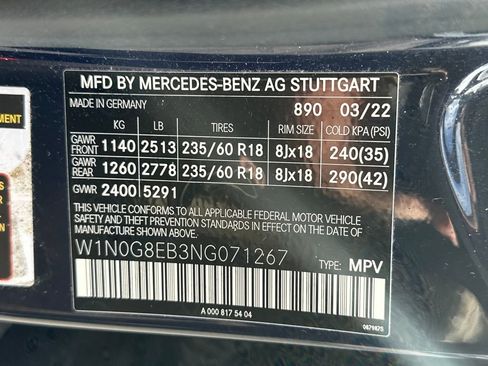 MFD BY MERCEDES-BENZ AG STUTTGART
MADE IN GERMANY 890 03/22
KG LB TIRES RIM SIZE COLD KPA(PSI)
GAWR FRONT 1140 2513 235/60 R18 8Jx18 240(35)
GAWR REAR 1260 2778 235/60 R18 8Jx18 290(42)
GVWR 2400 5291
THIS VEHICLE CONFORMS TO ALL APPLICABLE FEDERAL MOTOR VEHICLE
SAFETY, BUMPER AND THEFT PREVENTION STANDARDS IN EFFECT ON THE
DATE OF MANUFACTURE SHOWN ABOVE.
W1N0G8EB3NG071267
TYPE: MPV
A 000 817 54 04